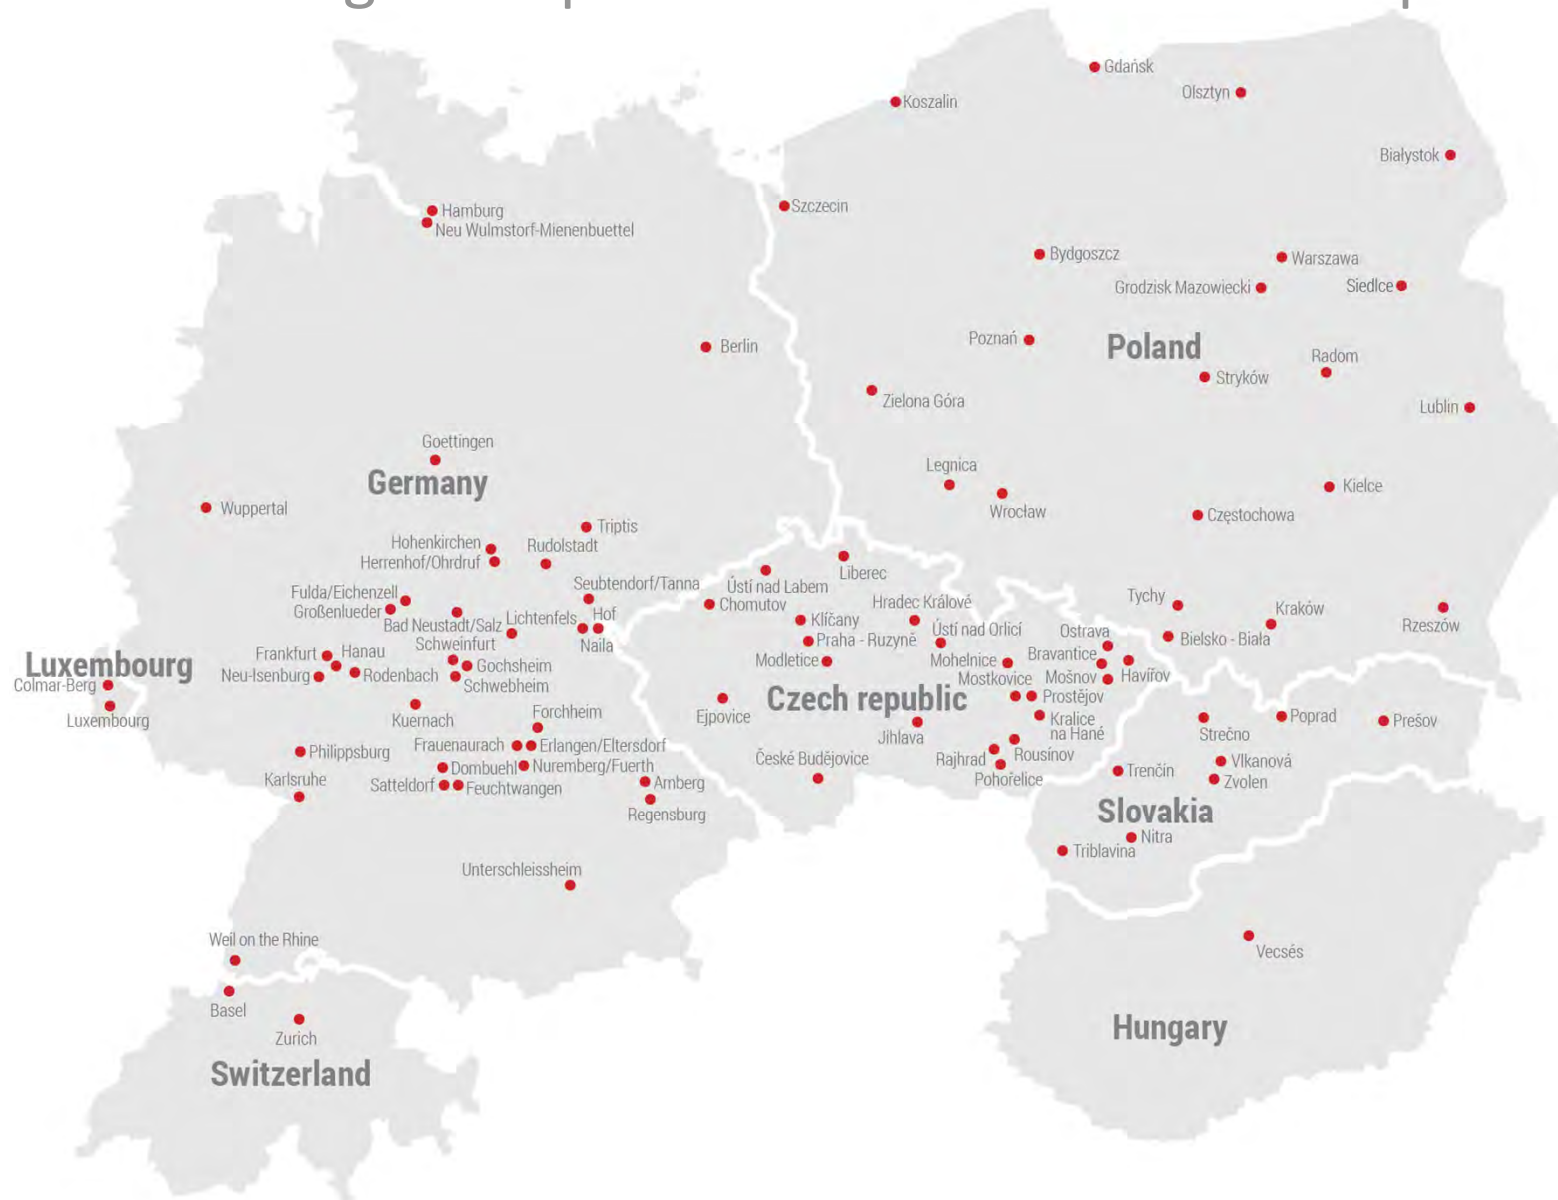 Gdańsk
Olsztyn
Koszalin
Białystok
Szczecin
Hamburg
Neu Wulmstorf-Mienenbuettel
Bydgoszcz
Warszawa
Grodzisk Mazowiecki
Siedlce
Berlin
Poznań
Poland
Radom
Stryków
Zielona Góra
Lublin
Goettingen
Germany
Legnica
Kielce
Wuppertal
Wrocław
Częstochowa
Triptis
Hohenkirchen
Rudolstadt
Herrenhof/Ohrdruf
Liberec
Seubtendorf/Tanna
Ústí nad Labem
Fulda/Eichenzell
Chomutov
Hradec Králové
Tychy
Kraków
Großenlueder
Lichtenfels
Hof
Klíčany
Rzeszów
Bad Neustadt/Salz
Ústí nad Orlicí
Ostrava
Bielsko - Biała
Schweinfurt
Naila
Praha - Ruzyně
Frankfurt
Hanau
Bravantice
Luxembourg
Gochsheim
Modletice
Mohelnice
Neu-Isenburg
Rodenbach
Mostkovice
Mošnov
Havířov
Colmar-Berg
Schwebheim
Czech republic
Prostějov
Luxembourg
Kuernach
Forchheim
Ejpovice
Kralice
na Hané
Poprad
Prešov
Strečno
Jihlava
Frauenaurach
Erlangen/Eltersdorf
Philippsburg
Rousínov
Rajhrad
České Budějovice
Vlkanová
Dombuehl
Nuremberg/Fuerth
Trenčín
Karlsruhe
Pohořelice
Satteldorf
Feuchtwangen
Amberg
Zvolen
Regensburg
Slovakia
Nitra
Triblavina
Unterschleissheim
Weil on the Rhine
Vecsés
Basel
Hungary
Zurich
Switzerland